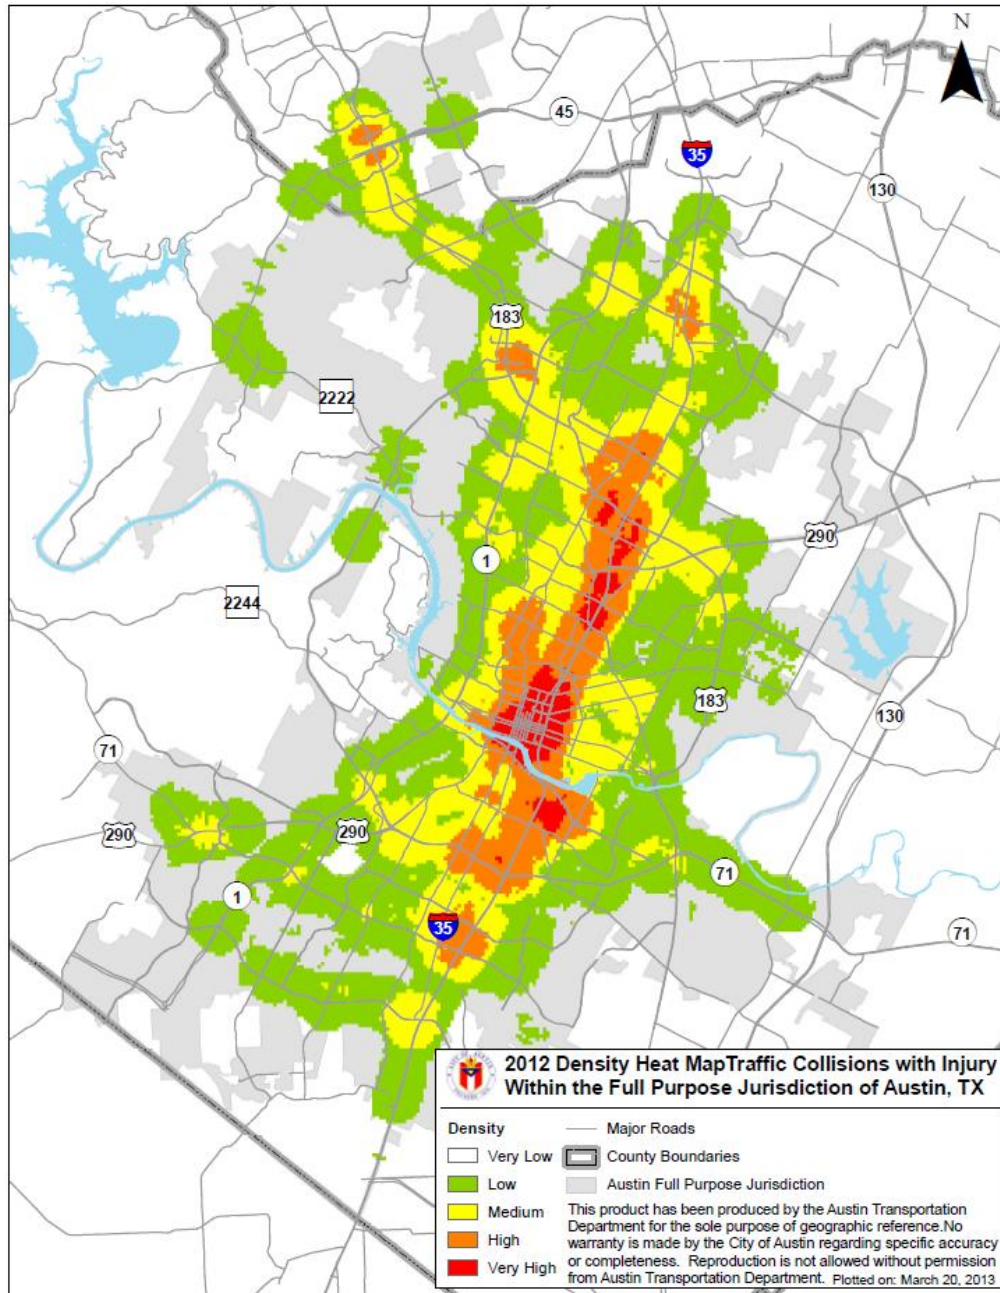 N
45
35
130
183
2222
290
1
2244
183
130
71
290
290
71
1
35
71
2012 Density Heat MapTraffic Collisions with Injury
Within the Full Purpose Jurisdiction of Austin, TX
Density
Very Low
Low
Medium
High
Very High
Major Roads
County Boundaries
Austin Full Purpose Jurisdiction
This product has been produced by the Austin Transportation
Department for the sole purpose of geographic reference.No
warranty is made by the City of Austin regarding specific accuracy
or completeness. Reproduction is not allowed without permission
from Austin Transportation Department. Plotted on: March 20, 2013